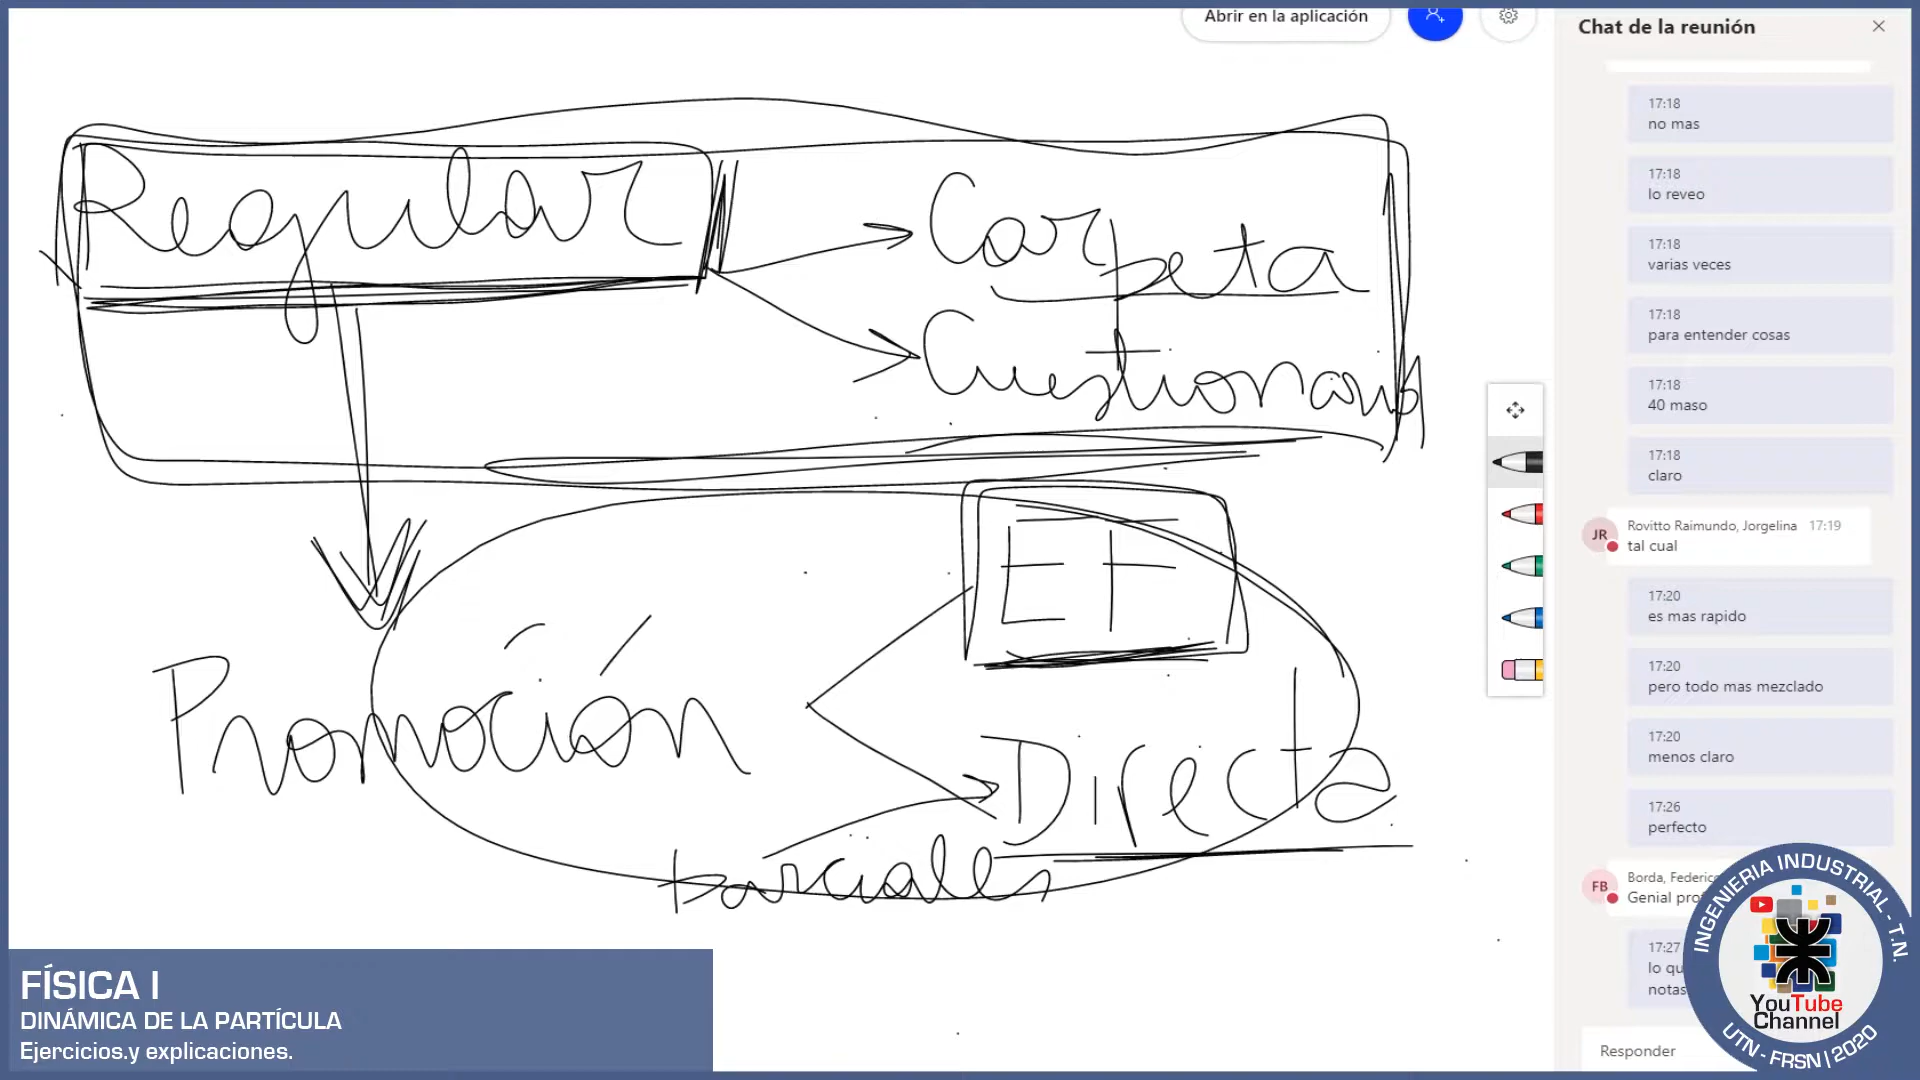 Abrir en la aplicación
Regular
Carpeta
Cuestionario
EF
Promoción
Directa
parciales
FÍSICA I
DINÁMICA DE LA PARTÍCULA
Ejercicios.y explicaciones.
Chat de la reunión
17:18
no mas
17:18
lo reveo
17:18
varias veces
17:18
para entender cosas
17:18
40 maso
17:18
claro
JR
Rovitto Raimundo, Jorgelina 17:19
tal cual
17:20
es mas rapido
17:20
pero todo mas mezclado
17:20
menos claro
17:26
perfecto
FB
Borda, Federico
Genial
17:27
lo
notas
Responder
INGENIERIA INDUSTRIAL - T.N.
YouTube
Channel
UTN - FRSN | 2020